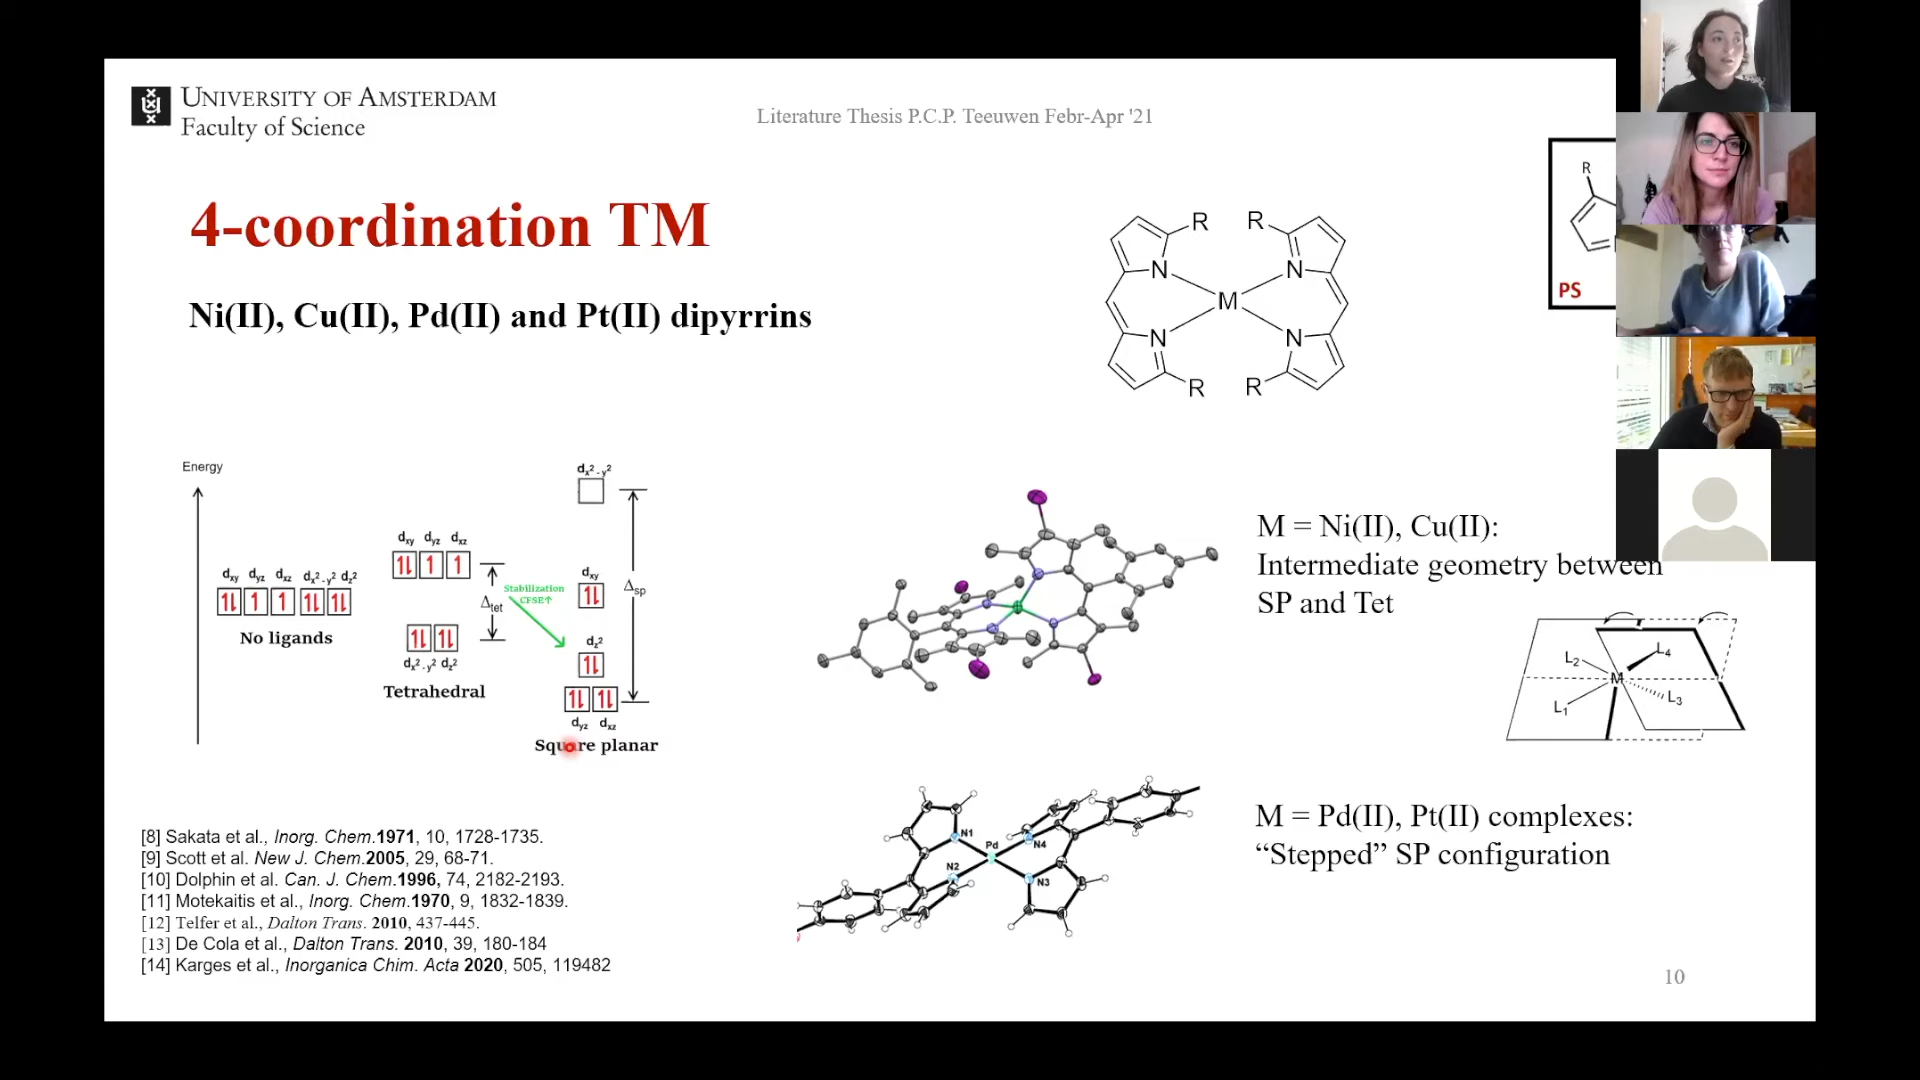 UNIVERSITY OF AMSTERDAM
Faculty of Science
Literature Thesis P.C.P. Teeuwen Febr-Apr '21
4-coordination TM
Ni(II), Cu(II), Pd(II) and Pt(II) dipyrrins
R R
N N
M
N N
R R
R
PS
Energy
dxy dyz dxz dx²-y² dz²
No ligands
dxy dyz dxz
Δtet
dx²-y² dz²
Tetrahedral
Stabilization
CFSE↑
dx²-y²
dxy
Δsp
dz²
dyz dxz
Square planar
M = Ni(II), Cu(II):
Intermediate geometry between
SP and Tet
L2 L4
M
L1 L3
N1
Pd N4
N2 N3
M = Pd(II), Pt(II) complexes:
“Stepped” SP configuration
[8] Sakata et al., Inorg. Chem.1971, 10, 1728-1735.
[9] Scott et al. New J. Chem.2005, 29, 68-71.
[10] Dolphin et al. Can. J. Chem.1996, 74, 2182-2193.
[11] Motekaitis et al., Inorg. Chem.1970, 9, 1832-1839.
[12] Telfer et al., Dalton Trans. 2010, 437-445.
[13] De Cola et al., Dalton Trans. 2010, 39, 180-184
[14] Karges et al., Inorganica Chim. Acta 2020, 505, 119482
10